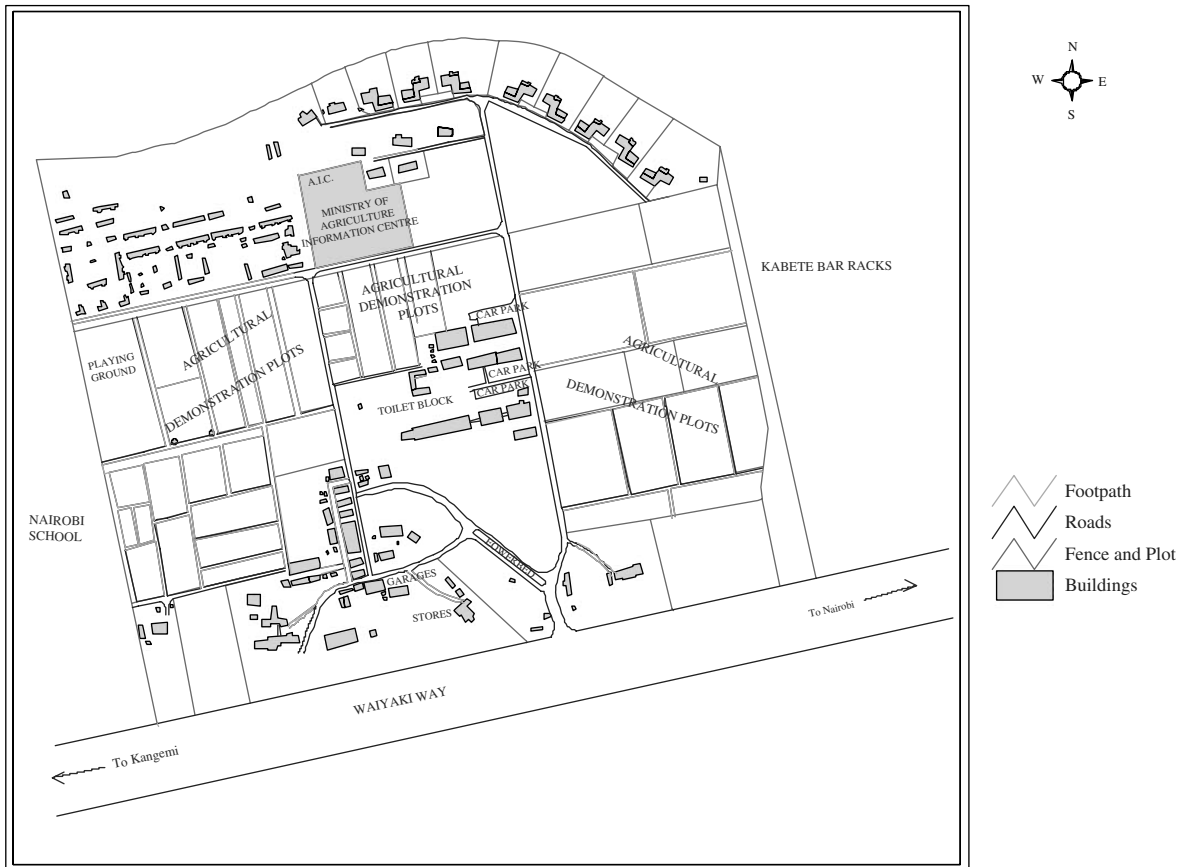 N
W E
S
A.I.C.
MINISTRY OF
AGRICULTURE
INFORMATION CENTRE
KABETE BAR RACKS
AGRICULTURAL
DEMONSTRATION
PLOTS
CAR PARK
AGRICULTURAL
DEMONSTRATION PLOTS
PLAYING
GROUND
AGRICULTURAL
DEMONSTRATION PLOTS
CAR PARK
CAR PARK
TOILET BLOCK
NAIROBI
SCHOOL
FOWERBED
GARAGES
STORES
To Nairobi
WAIYAKI WAY
To Kangemi
Footpath
Roads
Fence and Plot
Buildings